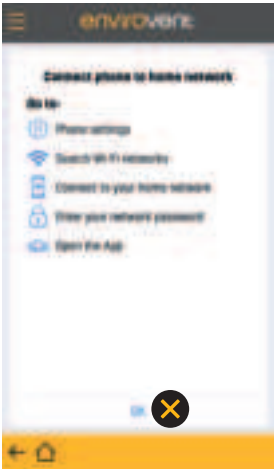 envirovent
Connect phone to home network
Go to:
Phone settings
Search Wi-Fi networks
Connect to your home network
Enter your network password
Open the App
OK